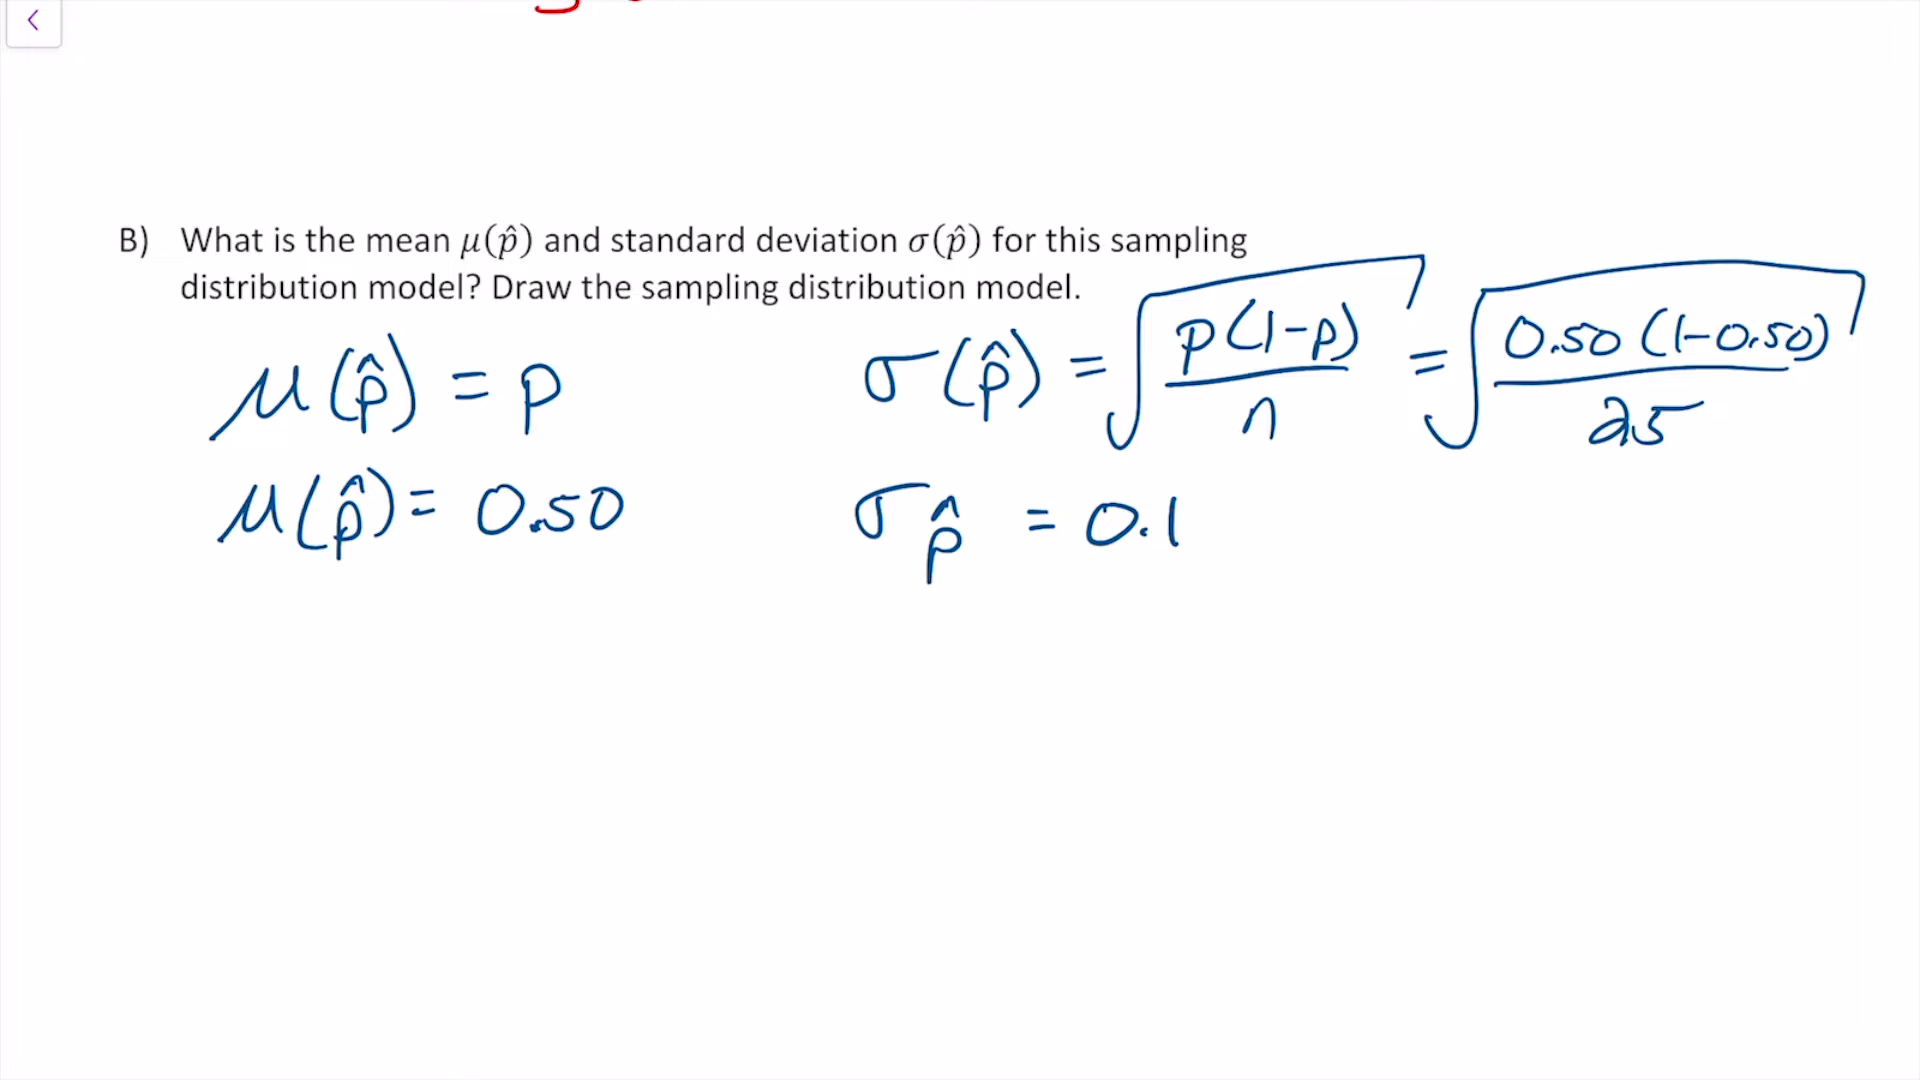 B) What is the mean μ(p̂) and standard deviation σ(p̂) for this sampling
distribution model? Draw the sampling distribution model.
μ(p̂) = p
σ(p̂) = √(p(1-p)/n) = √(0.50(1-0.50)/25)
μ(p̂) = 0.50
σp̂ = 0.1